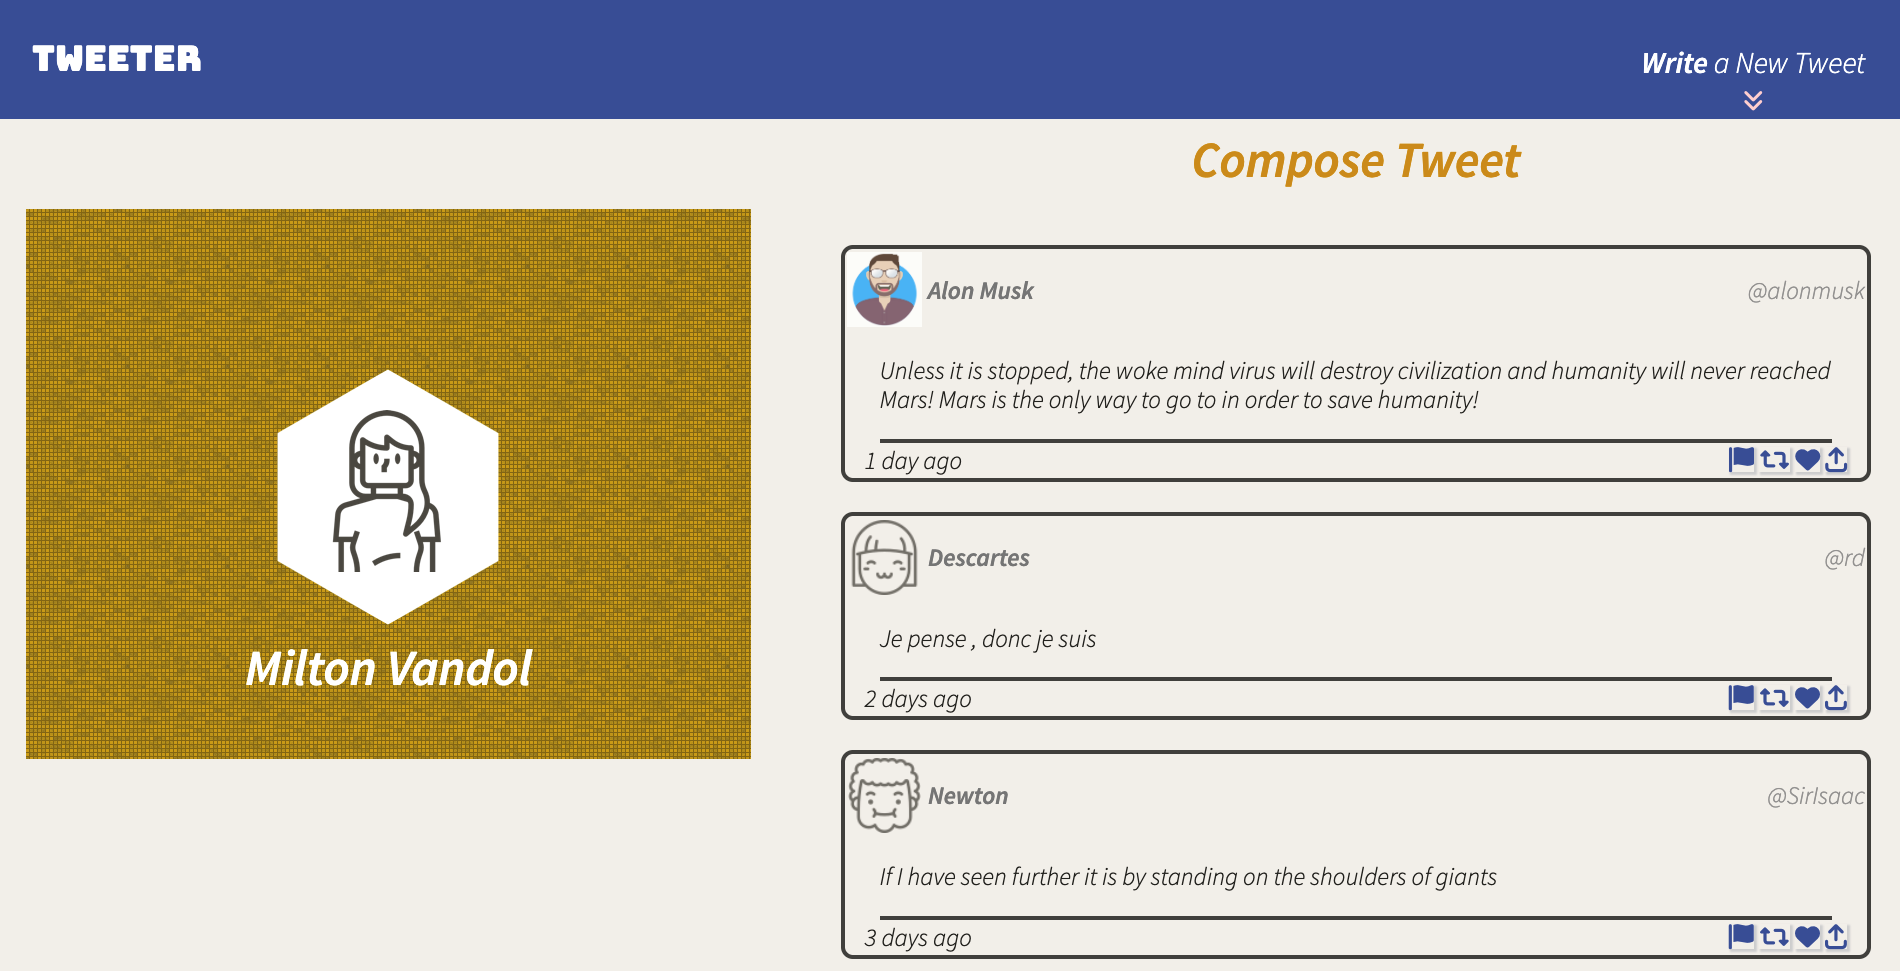 TWEETER
Write a New Tweet
Compose Tweet
Milton Vandol
Alon Musk
@alonmusk
Unless it is stopped, the woke mind virus will destroy civilization and humanity will never reached
Mars! Mars is the only way to go to in order to save humanity!
1 day ago
Descartes
@rd
Je pense , donc je suis
2 days ago
Newton
@SirIsaac
If I have seen further it is by standing on the shoulders of giants
3 days ago